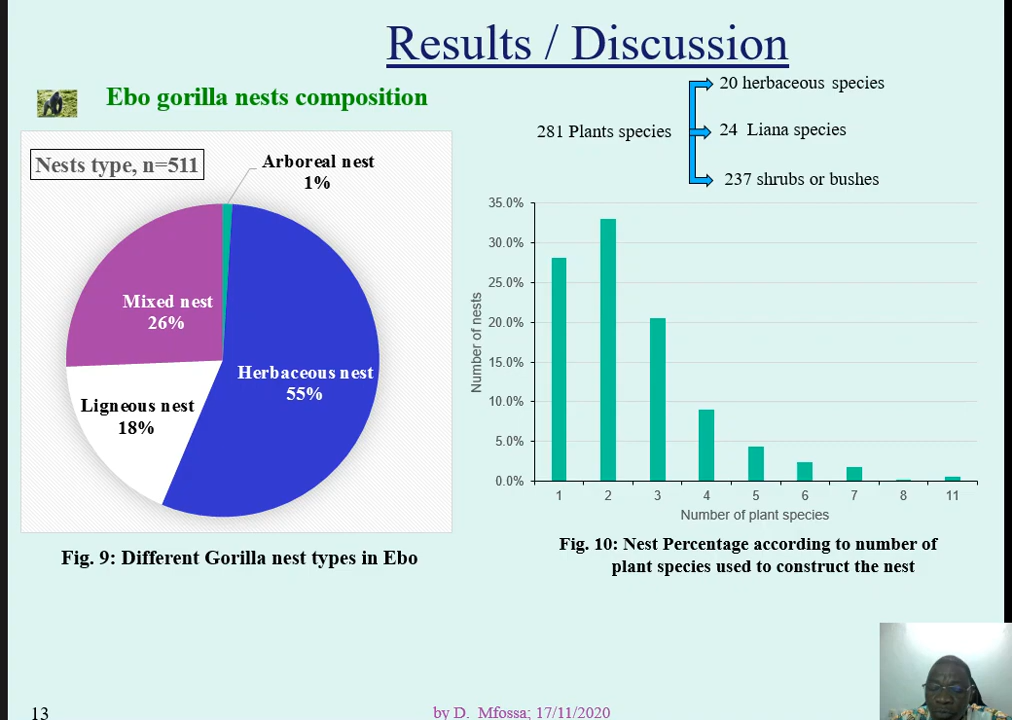 Results / Discussion
Ebo gorilla nests composition
281 Plants species
20 herbaceous species
24 Liana species
237 shrubs or bushes
Nests type, n=511
Arboreal nest
1%
Mixed nest
26%
Herbaceous nest
55%
Ligneous nest
18%
Fig. 9: Different Gorilla nest types in Ebo
35.0%
30.0%
25.0%
20.0%
15.0%
10.0%
5.0%
0.0%
Number of nests
1 2 3 4 5 6 7 8 11
Number of plant species
Fig. 10: Nest Percentage according to number of
plant species used to construct the nest
13
by D. Mfossa; 17/11/2020